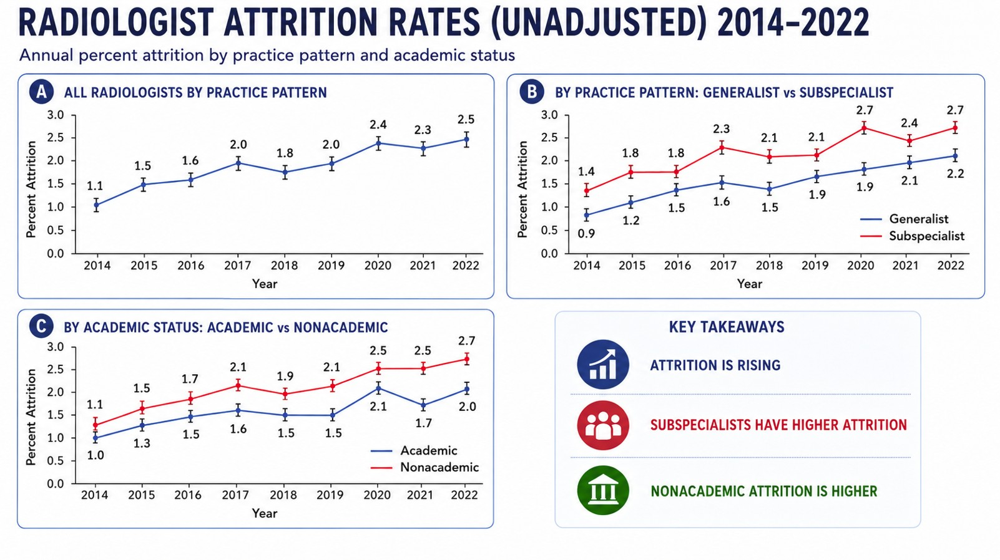 RADIOLOGIST ATTRITION RATES (UNADJUSTED) 2014–2022
Annual percent attrition by practice pattern and academic status
A ALL RADIOLOGISTS BY PRACTICE PATTERN
Percent Attrition
3.0
2.5
2.0
1.5
1.0
0.5
0.0
1.1 1.5 1.6 2.0 1.8 2.0 2.4 2.3 2.5
2014 2015 2016 2017 2018 2019 2020 2021 2022
Year
B BY PRACTICE PATTERN: GENERALIST vs SUBSPECIALIST
Percent Attrition
3.0
2.5
2.0
1.5
1.0
0.5
0.0
1.4 1.8 1.8 2.3 2.1 2.1 2.7 2.4 2.7
0.9 1.2 1.5 1.6 1.5 1.9 1.9 2.1 2.2
Generalist
Subspecialist
2014 2015 2016 2017 2018 2019 2020 2021 2022
Year
C BY ACADEMIC STATUS: ACADEMIC vs NONACADEMIC
Percent Attrition
3.0
2.5
2.0
1.5
1.0
0.5
0.0
1.1 1.5 1.7 2.1 1.9 2.1 2.5 2.5 2.7
1.0 1.3 1.5 1.6 1.5 1.5 2.1 1.7 2.0
Academic
Nonacademic
2014 2015 2016 2017 2018 2019 2020 2021 2022
Year
KEY TAKEAWAYS
ATTRITION IS RISING
SUBSPECIALISTS HAVE HIGHER ATTRITION
NONACADEMIC ATTRITION IS HIGHER